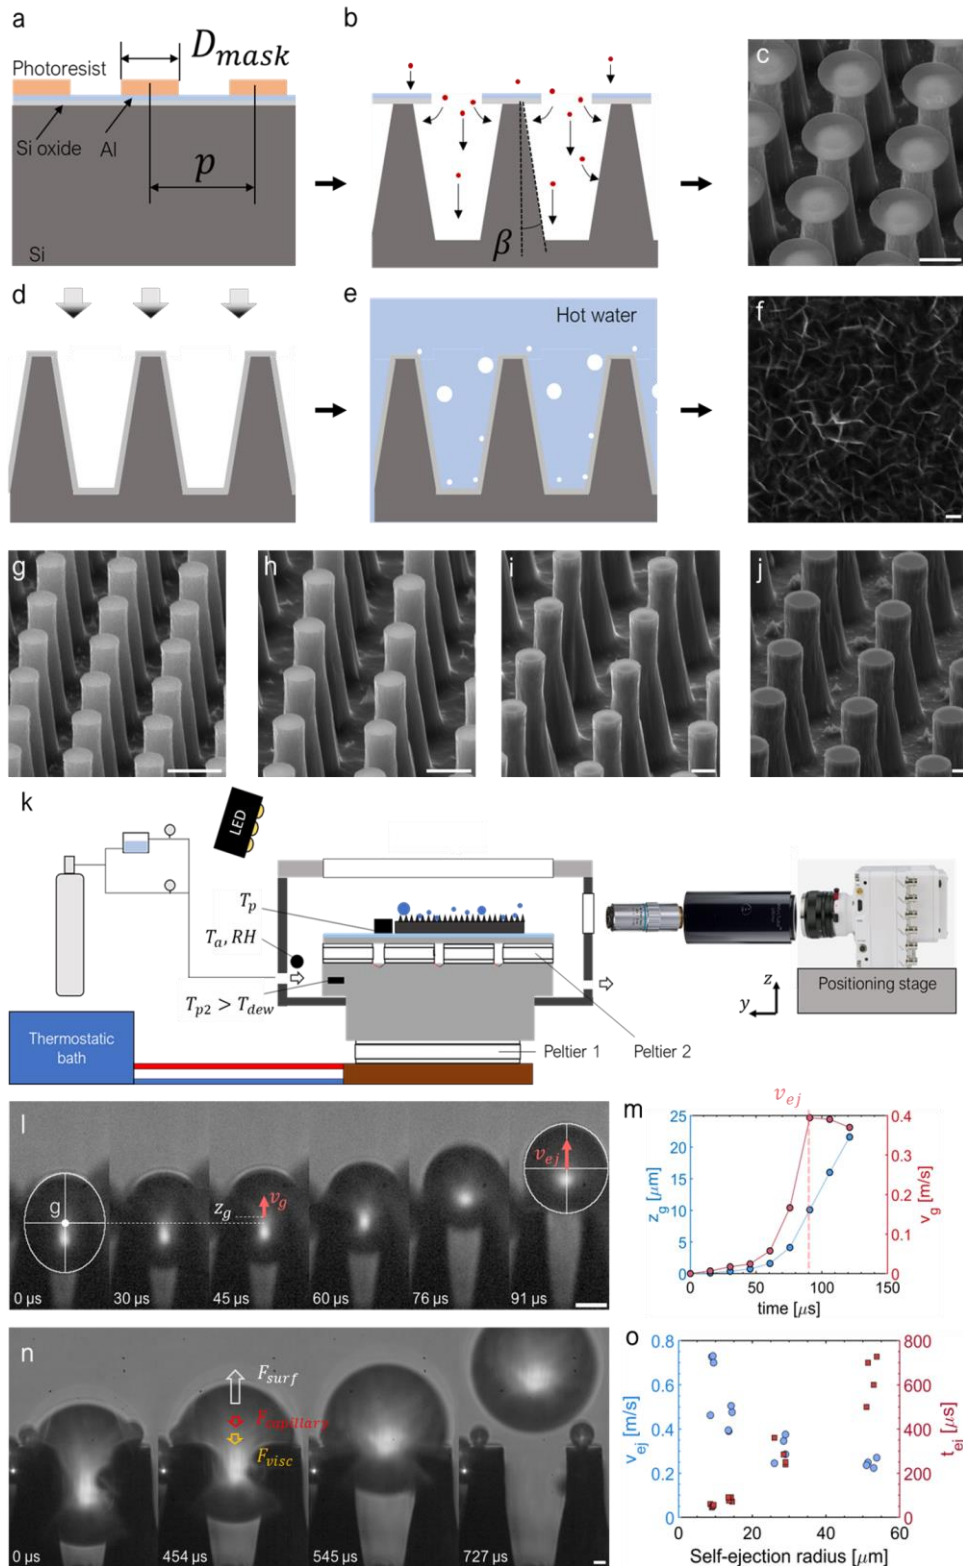 a
D_mask
Photoresist
Si oxide
Al
p
Si
b
β
c
d
e
Hot water
f
g
h
i
j
k
LED
T_p
T_a, RH
T_p2 > T_dew
Thermostatic
bath
Peltier 1
Peltier 2
z
y
Positioning stage
l
g
z_g
v_g
v_ej
0 µs
30 µs
45 µs
60 µs
76 µs
91 µs
m
v_ej
25
20
15
10
5
0
z_g [µm]
0.4
0.3
0.2
0.1
0
v_g [m/s]
0
50
100
150
time [µs]
n
F_surf
F_capillary
F_visc
0 µs
454 µs
545 µs
727 µs
o
0.8
0.6
0.4
0.2
0
v_ej [m/s]
800
600
400
200
0
t_ej [µs]
0
20
40
60
Self-ejection radius [µm]